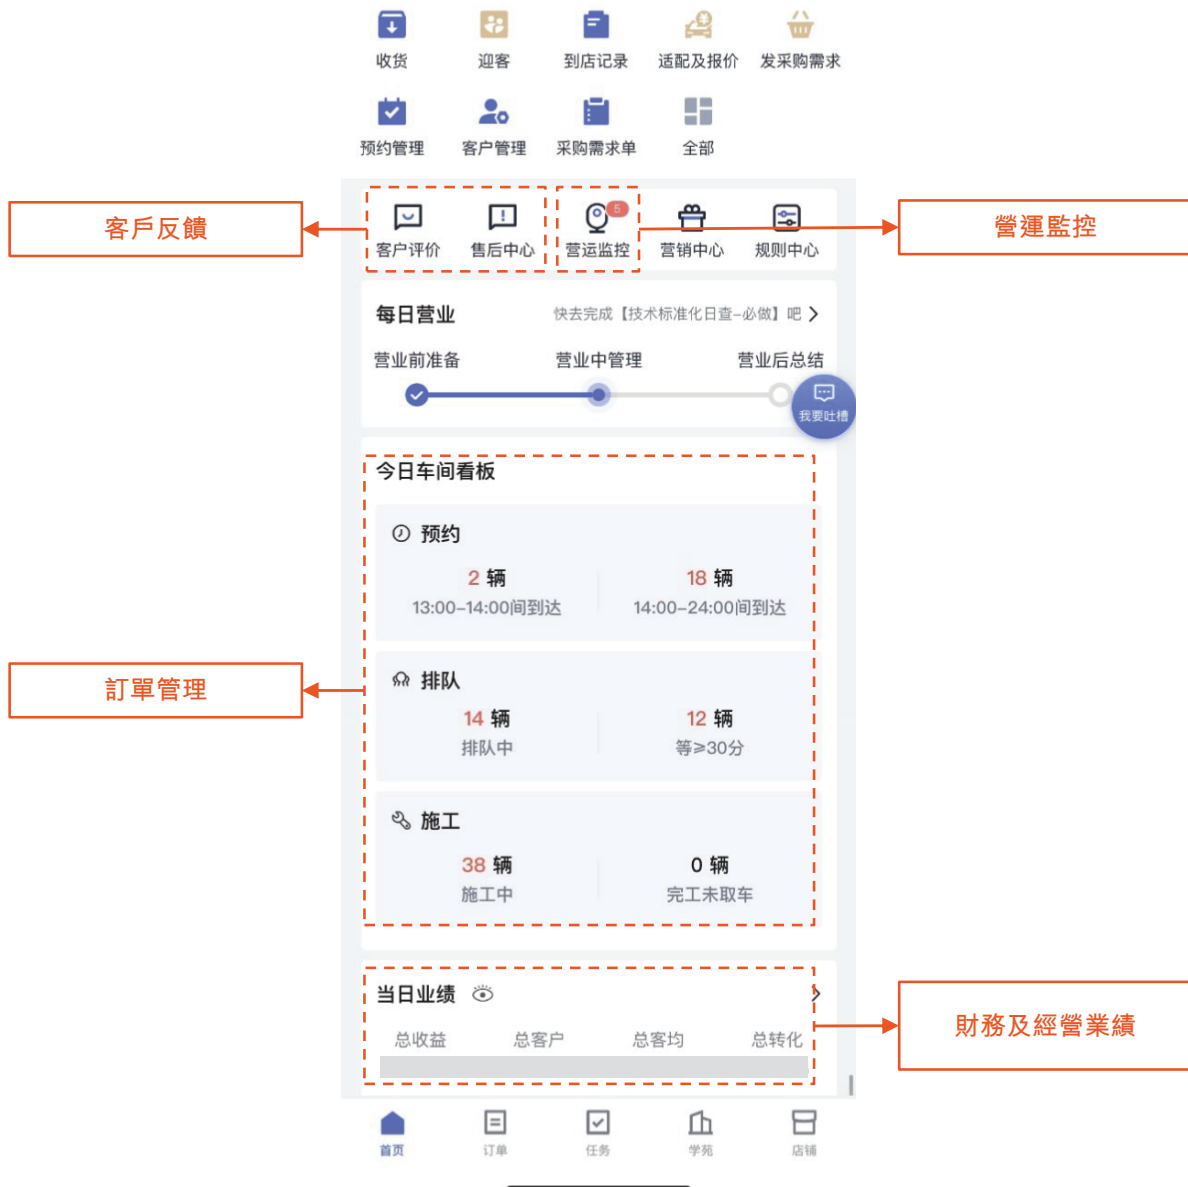 收货 迎客 到店记录 适配及报价 发采购需求
预约管理 客户管理 采购需求单 全部
5
客户评价 售后中心 营运监控 营销中心 规则中心
客戶反饋
營運監控
每日营业 快去完成【技术标准化日查-必做】吧
营业前准备 营业中管理 营业后总结
我要吐槽
今日车间看板
预约
2 辆 18 辆
13:00-14:00间到达 14:00-24:00间到达
訂單管理
排队
14 辆 12 辆
排队中 等≥30分
施工
38 辆 0 辆
施工中 完工未取车
当日业绩
总收益 总客户 总客均 总转化
財務及經營業績
首页 订单 任务 学苑 店铺